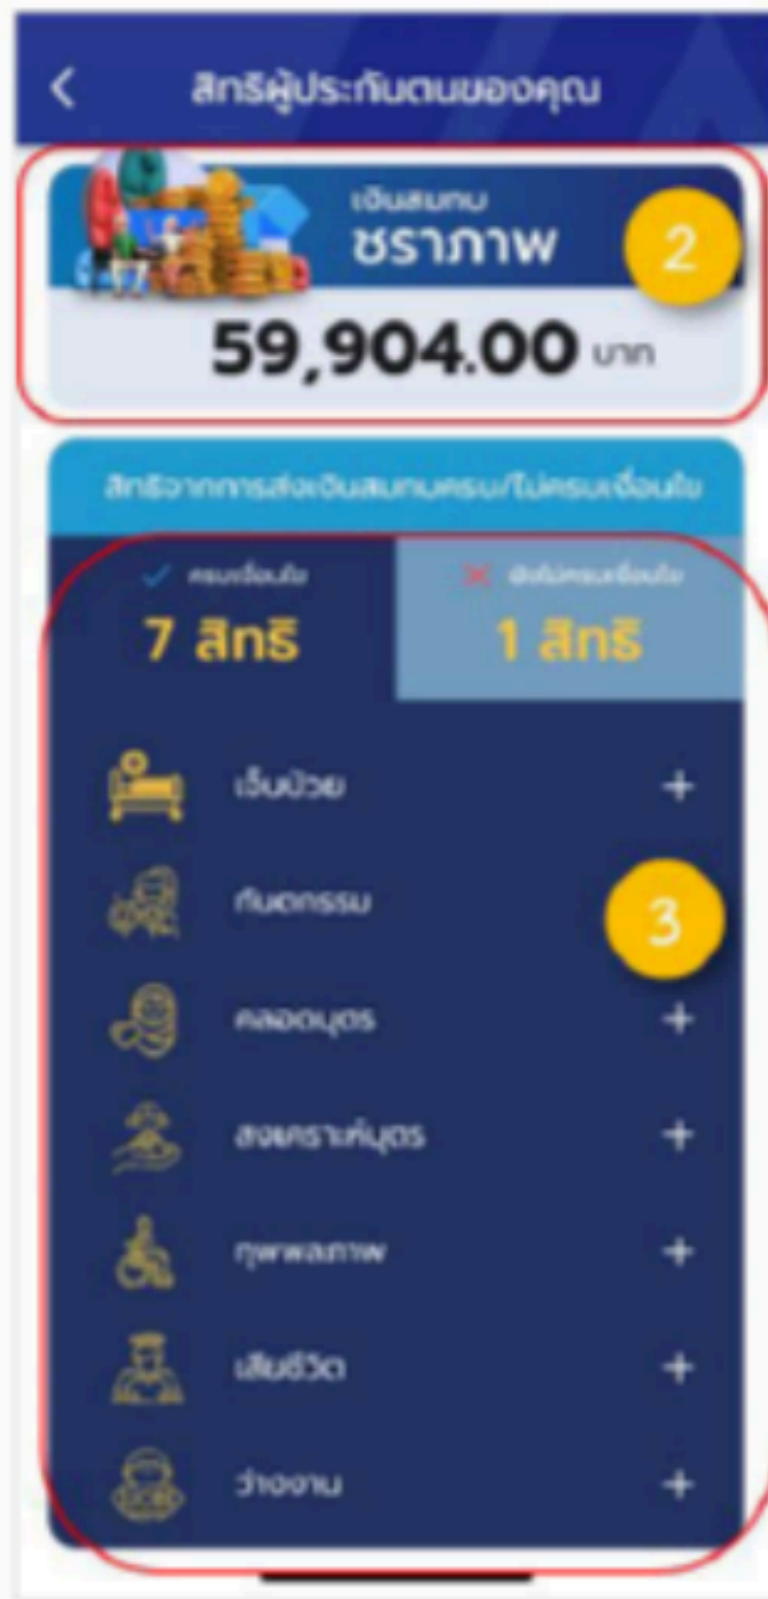 สิทธิผู้ประกันตนของคุณ
เงินสมทบ
ชราภาพ
2
59,904.00 บาท
สิทธิจากการส่งเงินสมทบครบ/ไม่ครบเงื่อนไข
ครบเงื่อนไข
ยังไม่ครบเงื่อนไข
7 สิทธิ
1 สิทธิ
เจ็บป่วย
ทันตกรรม
3
คลอดบุตร
สงเคราะห์บุตร
ทุพพลภาพ
เสียชีวิต
ว่างงาน